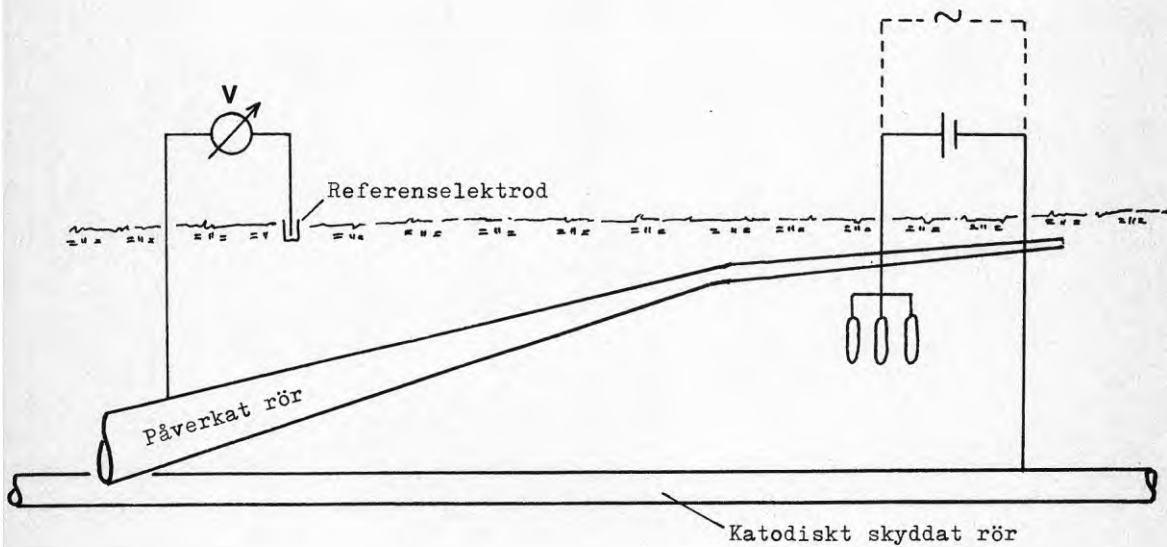 ~
V
Referenselektrod
Påverkat rör
Katodiskt skyddat rör